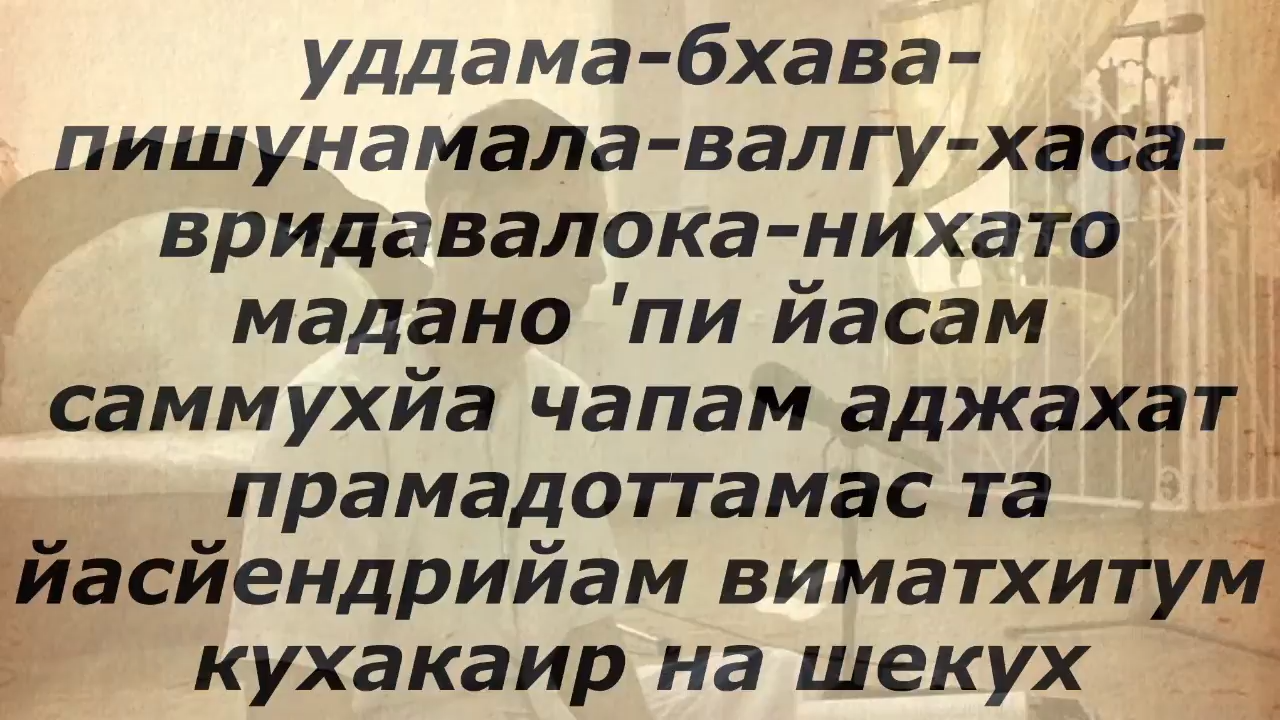 уддама-бхава-
пишунамала-валгу-хаса-
вридавалока-нихато
мадано 'пи йасам
саммухйа чапам аджахат
прамадоттамас та
йасйендрийам виматхитум
кухакаир на шекух